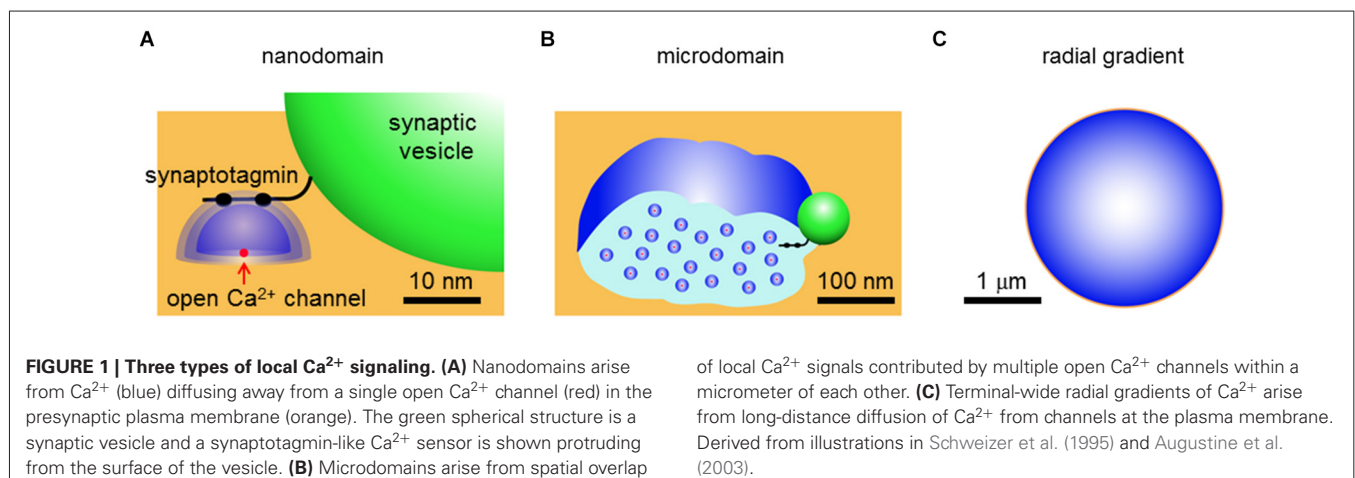 A
B
C
nanodomain
microdomain
radial gradient
synaptic
vesicle
synaptotagmin
open Ca²⁺ channel
10 nm
100 nm
1 μm
FIGURE 1 | Three types of local Ca²⁺ signaling. (A) Nanodomains arise
from Ca²⁺ (blue) diffusing away from a single open Ca²⁺ channel (red) in the
presynaptic plasma membrane (orange). The green spherical structure is a
synaptic vesicle and a synaptotagmin-like Ca²⁺ sensor is shown protruding
from the surface of the vesicle. (B) Microdomains arise from spatial overlap
of local Ca²⁺ signals contributed by multiple open Ca²⁺ channels within a
micrometer of each other. (C) Terminal-wide radial gradients of Ca²⁺ arise
from long-distance diffusion of Ca²⁺ from channels at the plasma membrane.
Derived from illustrations in Schweizer et al. (1995) and Augustine et al.
(2003).